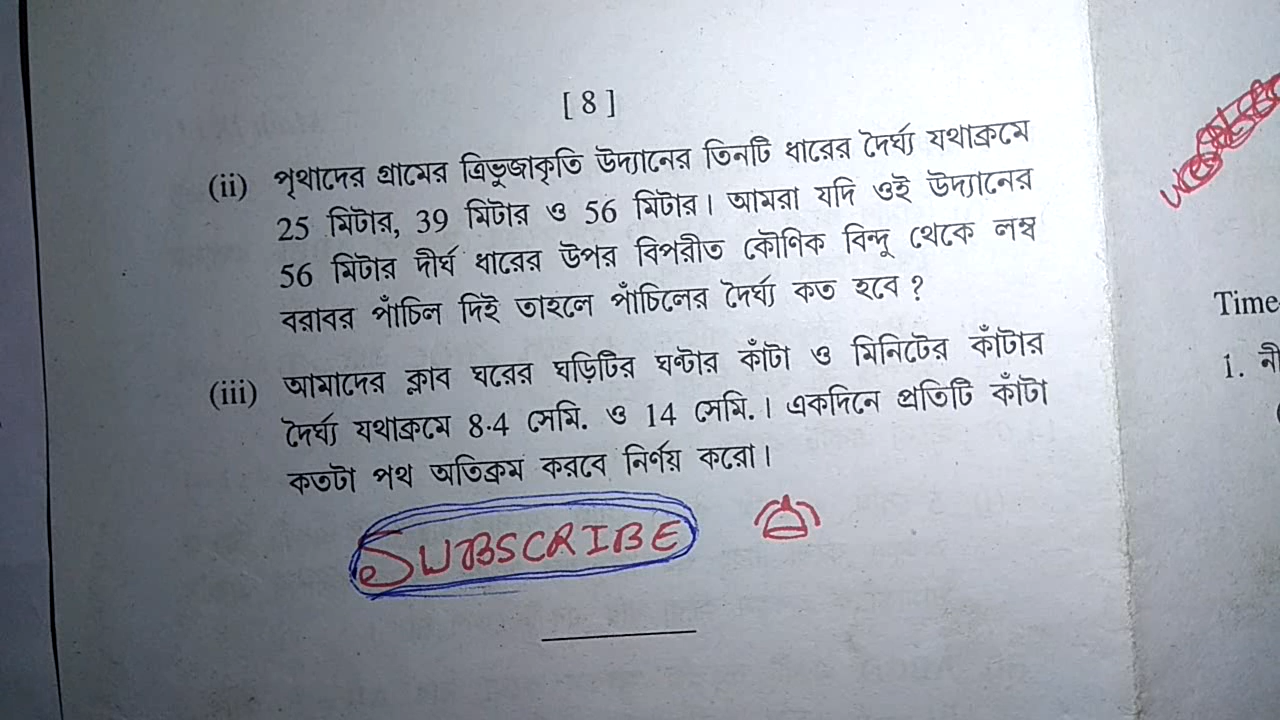 [ 8 ]
(ii) পৃথাদের গ্রামের ত্রিভুজাকৃতি উদ্যানের তিনটি ধারের দৈর্ঘ্য যথাক্রমে
25 মিটার, 39 মিটার ও 56 মিটার। আমরা যদি ওই উদ্যানের
56 মিটার দীর্ঘ ধারের উপর বিপরীত কৌণিক বিন্দু থেকে লম্ব
বরাবর পাঁচিল দিই তাহলে পাঁচিলের দৈর্ঘ্য কত হবে ?
(iii) আমাদের ক্লাব ঘরের ঘড়িটির ঘন্টার কাঁটা ও মিনিটের কাঁটার
দৈর্ঘ্য যথাক্রমে 8·4 সেমি. ও 14 সেমি.। একদিনে প্রতিটি কাঁটা
কতটা পথ অতিক্রম করবে নির্ণয় করো।
SUBSCRIBE
Time
1. নী